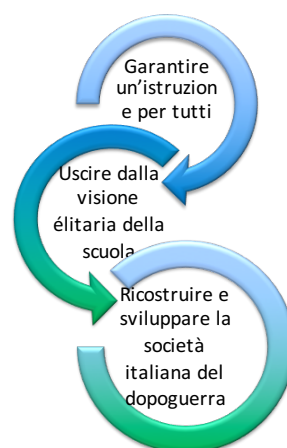 Garantire
un’istruzion
e per tutti
Uscire dalla
visione
élitaria della
scuola
Ricostruire e
sviluppare la
società
italiana del
dopoguerra